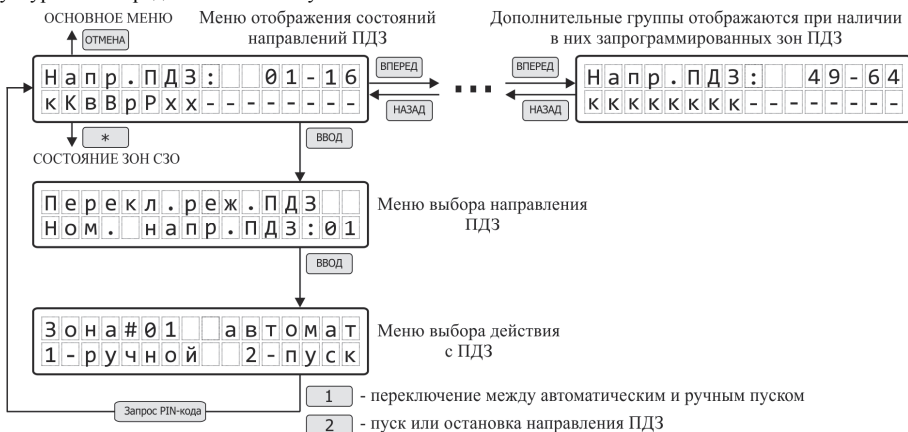 ОСНОВНОЕ МЕНЮ
ОТМЕНА
Меню отображения состояний
направлений ПДЗ
Дополнительные группы отображаются при наличии
в них запрограммированных зон ПДЗ
Напр.ПДЗ: 01-16
кКвВрРхх--------
ВПЕРЕД
НАЗАД
...
ВПЕРЕД
НАЗАД
Напр.ПДЗ: 49-64
кккккккк--------
*
СОСТОЯНИЕ ЗОН СЗО
ВВОД
Перекл.реж.ПДЗ
Ном. напр.ПДЗ:01
Меню выбора направления
ПДЗ
ВВОД
Зона#01 автомат
1-ручной 2-пуск
Меню выбора действия
с ПДЗ
Запрос PIN-кода
1 - переключение между автоматическим и ручным пуском
2 - пуск или остановка направления ПДЗ